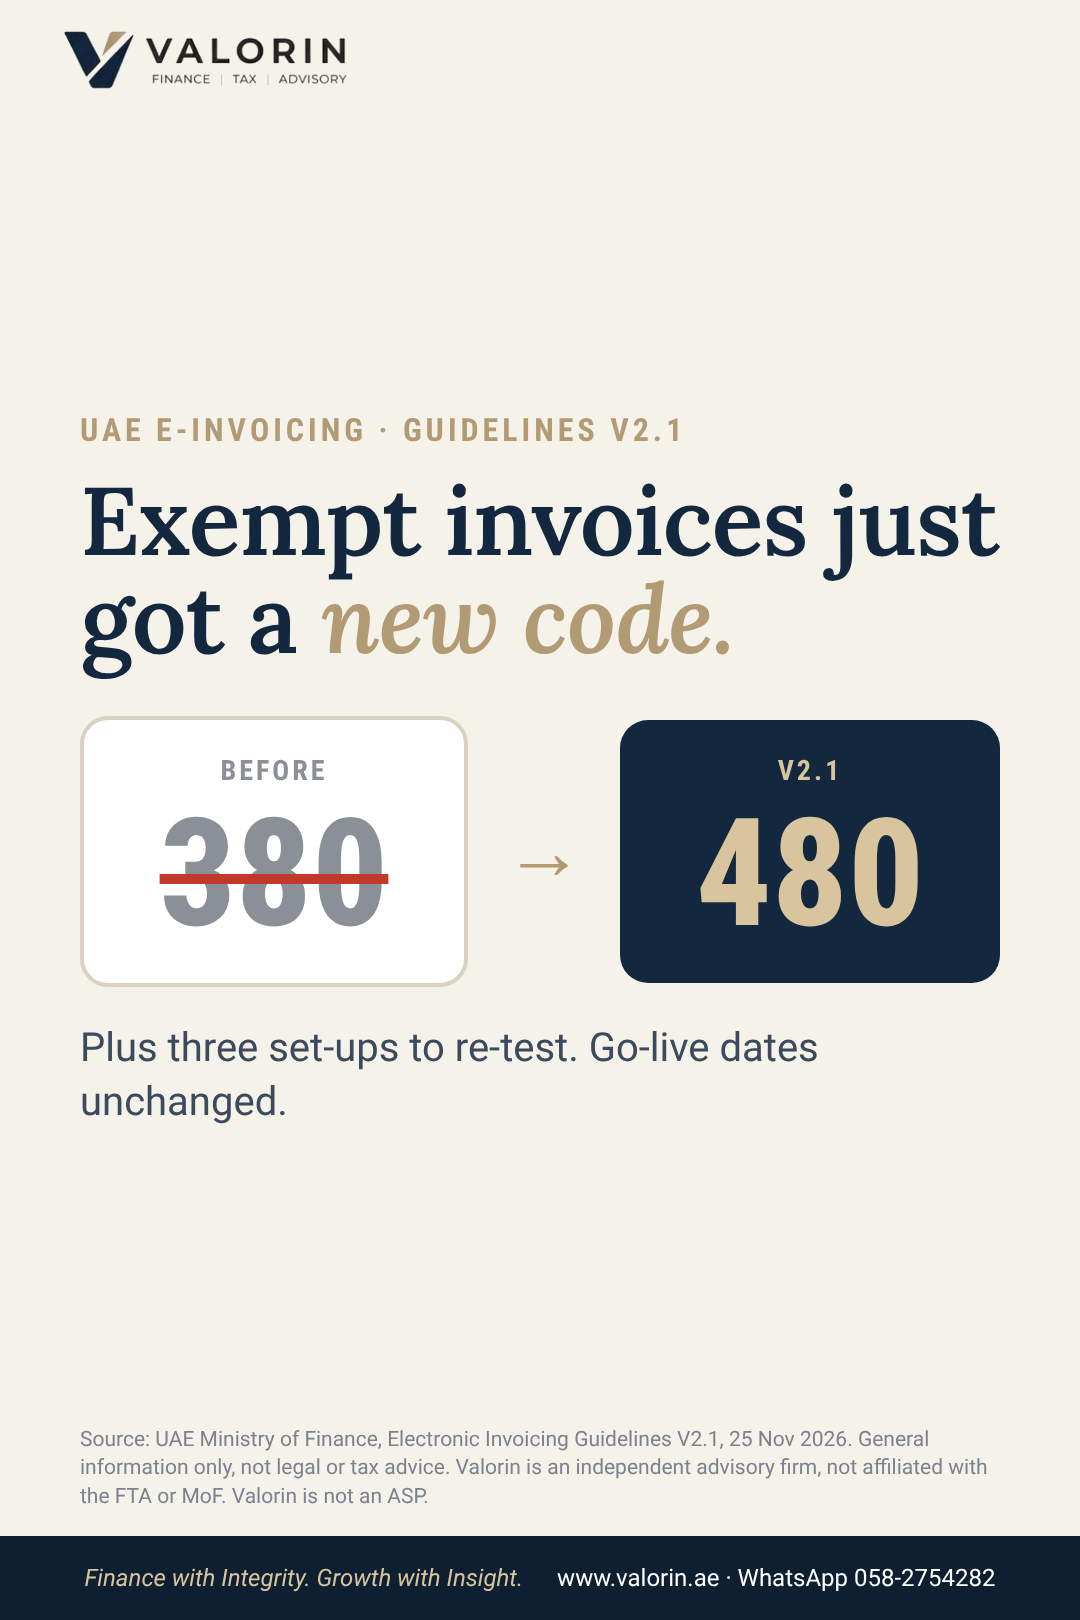 VALORIN
FINANCE | TAX | ADVISORY
UAE E-INVOICING · GUIDELINES V2.1
Exempt invoices just
got a new code.
BEFORE
380
→
V2.1
480
Plus three set-ups to re-test. Go-live dates
unchanged.
Source: UAE Ministry of Finance, Electronic Invoicing Guidelines V2.1, 25 Nov 2026. General
information only, not legal or tax advice. Valorin is an independent advisory firm, not affiliated with
the FTA or MoF. Valorin is not an ASP.
Finance with Integrity. Growth with Insight. www.valorin.ae · WhatsApp 058-2754282